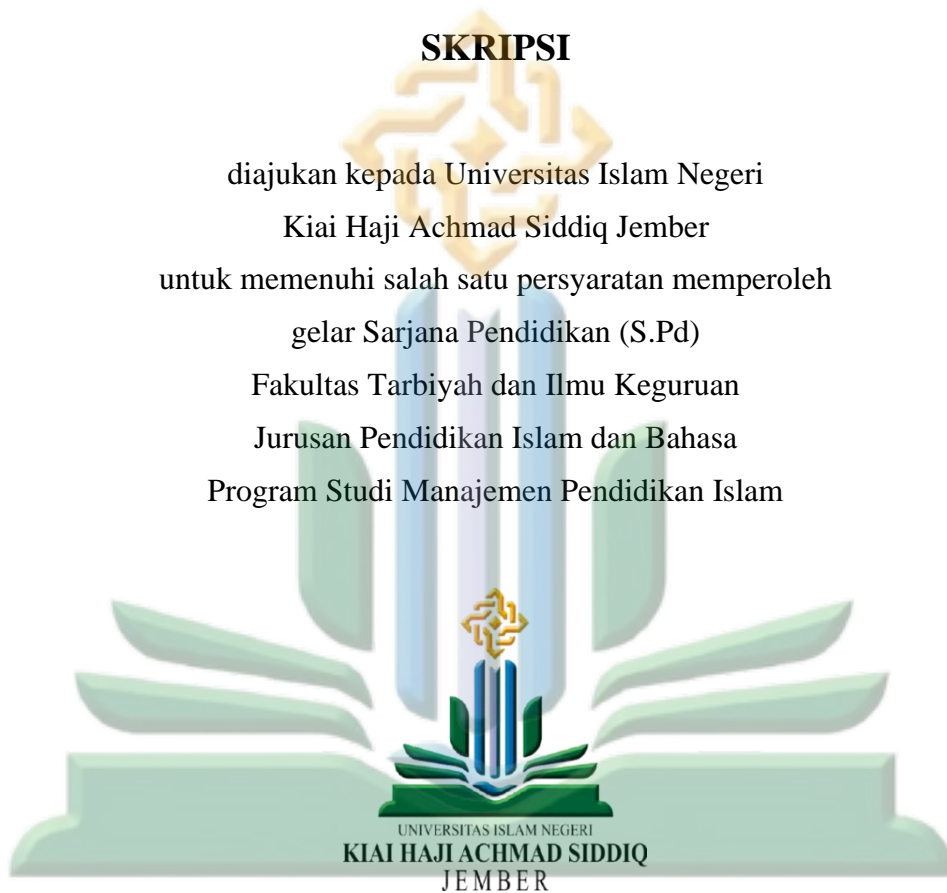 SKRIPSI
diajukan kepada Universitas Islam Negeri
Kiai Haji Achmad Siddiq Jember
untuk memenuhi salah satu persyaratan memperoleh
gelar Sarjana Pendidikan (S.Pd)
Fakultas Tarbiyah dan Ilmu Keguruan
Jurusan Pendidikan Islam dan Bahasa
Program Studi Manajemen Pendidikan Islam
UNIVERSITAS ISLAM NEGERI
KIAI HAJI ACHMAD SIDDIQ
JEMBER